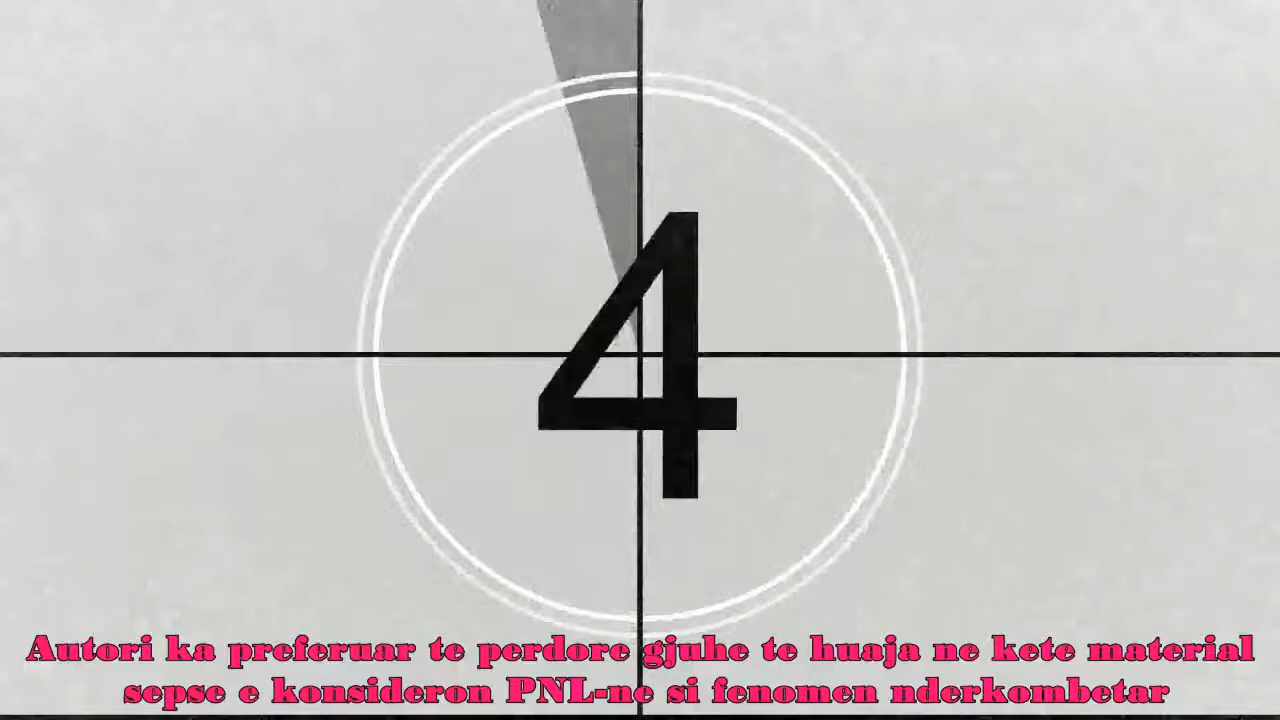 4
Autori ka preferuar te perdore gjuhe te huaja ne kete material
sepse e konsideron PNL-ne si fenomen nderkombetar